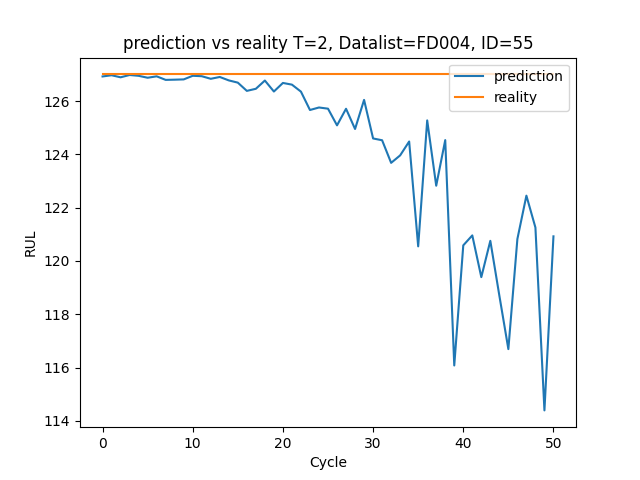 prediction vs reality T=2, Datalist=FD004, ID=55
prediction
reality
RUL
126
124
122
120
118
116
114
0 10 20 30 40 50
Cycle